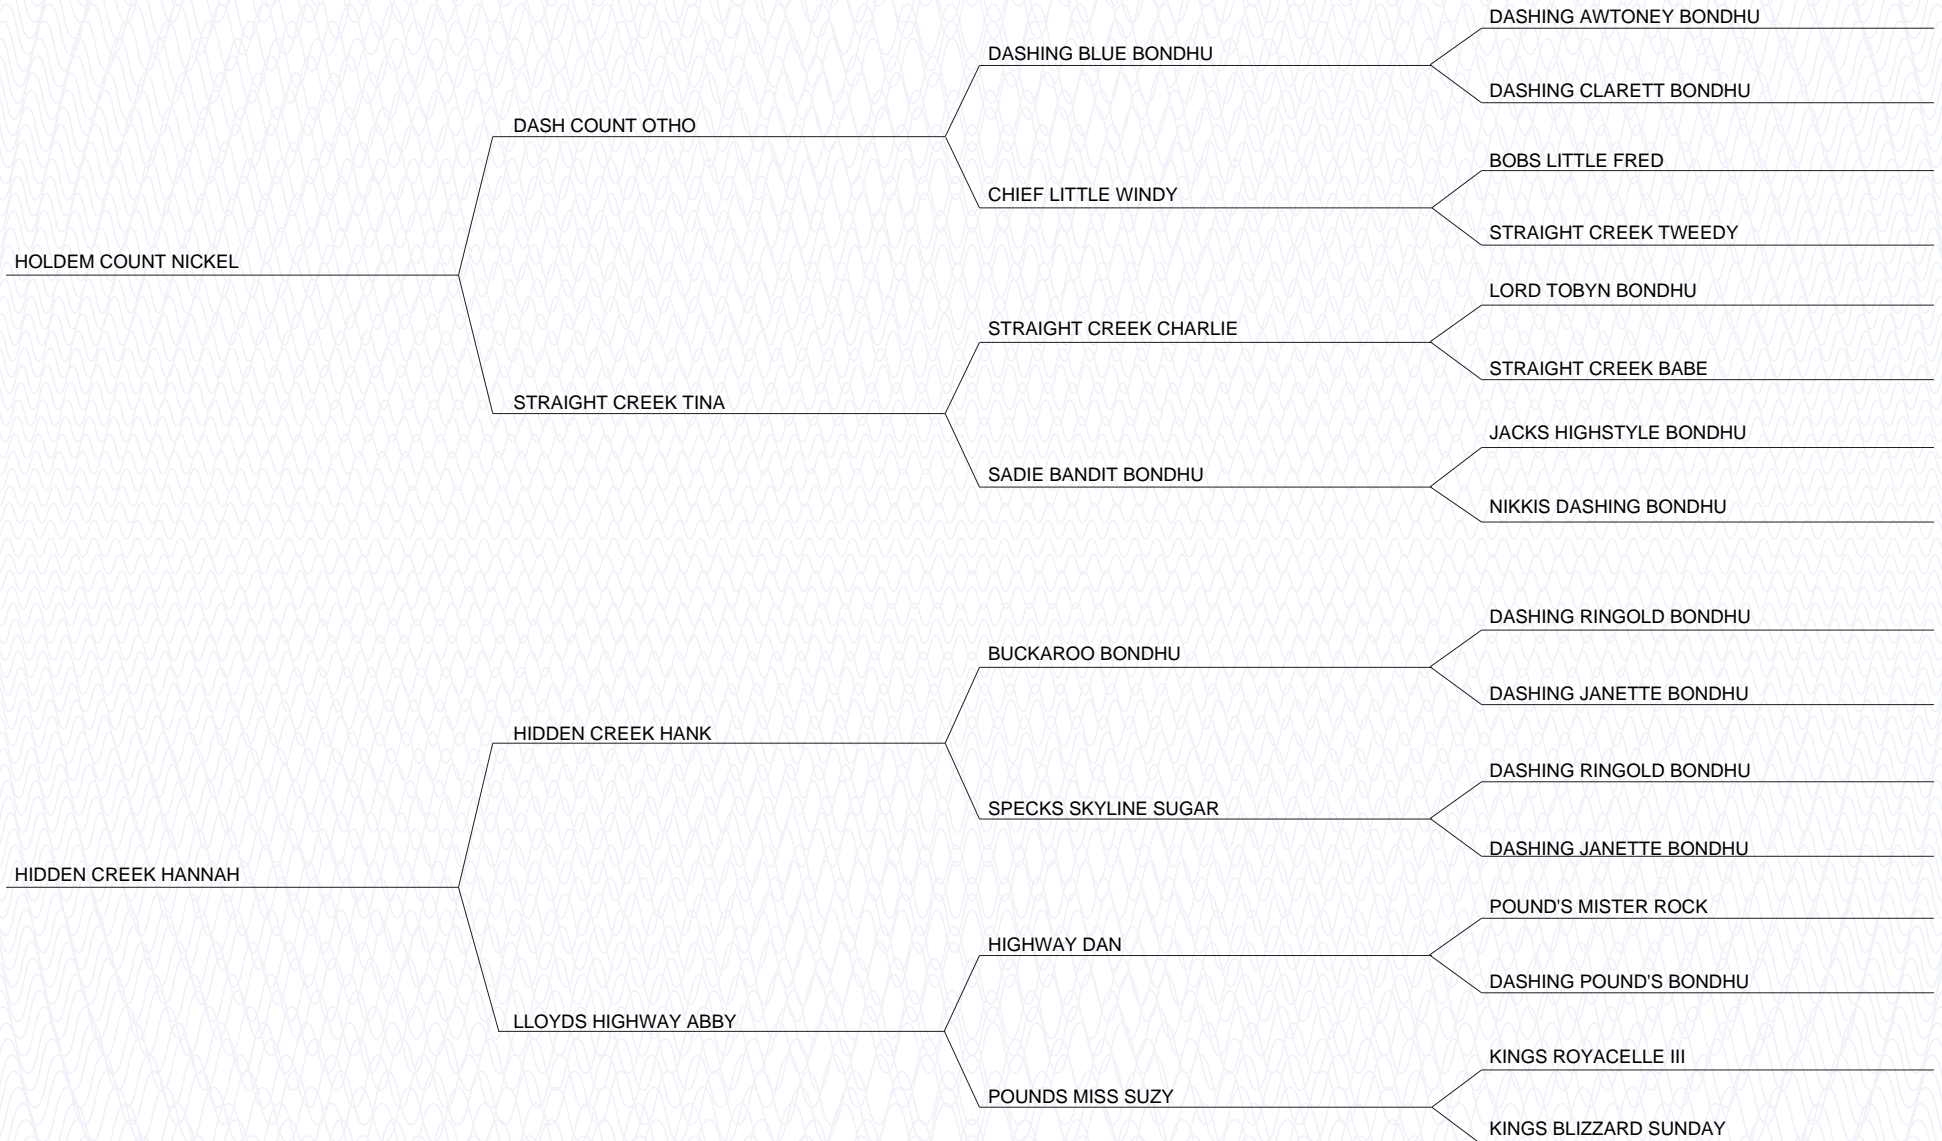 DASHING AWTONEY BONDHU
DASHING BLUE BONDHU
DASHING CLARETT BONDHU
DASH COUNT OTHO
BOBS LITTLE FRED
CHIEF LITTLE WINDY
STRAIGHT CREEK TWEEDY
HOLDEM COUNT NICKEL
LORD TOBYN BONDHU
STRAIGHT CREEK CHARLIE
STRAIGHT CREEK BABE
STRAIGHT CREEK TINA
JACKS HIGHSTYLE BONDHU
SADIE BANDIT BONDHU
NIKKIS DASHING BONDHU
DASHING RINGOLD BONDHU
BUCKAROO BONDHU
DASHING JANETTE BONDHU
HIDDEN CREEK HANK
DASHING RINGOLD BONDHU
SPECKS SKYLINE SUGAR
DASHING JANETTE BONDHU
HIDDEN CREEK HANNAH
POUND'S MISTER ROCK
HIGHWAY DAN
DASHING POUND'S BONDHU
LLOYDS HIGHWAY ABBY
KINGS ROYACELLE III
POUNDS MISS SUZY
KINGS BLIZZARD SUNDAY